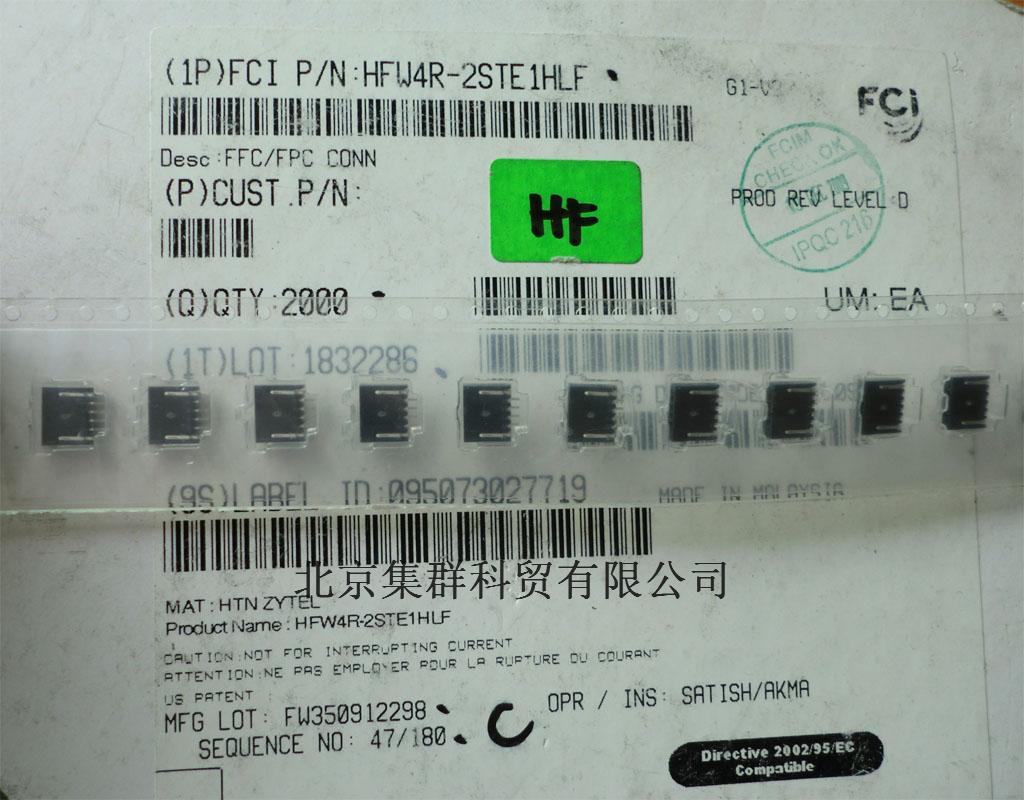 (1P)FCI P/N:HFW4R-2STE1HLF
G1-V
FCI
Desc:FFC/FPC CONN
FCIM
CHECK OK
IPQC 216
(P)CUST.P/N:
HF
PROD REV LEVEL:D
(Q)QTY:2000
UM: EA
(1T)LOT:1832286
(9S)LABEL ID:095073027719
MADE IN MALAYSIA
北京集群科贸有限公司
MAT : HTN ZYTEL
Product Name : HFW4R-2STE1HLF
CAUTION:NOT FOR INTERRUPTING CURRENT
ATTENTION:NE PAS EMPLOYER POUR LA RUPTURE DU COURANT
US PATENT :
MFG LOT: FW350912298
OPR / INS: SATISH/AKMA
SEQUENCE NO: 47/180
Directive 2002/95/EC
Compatible